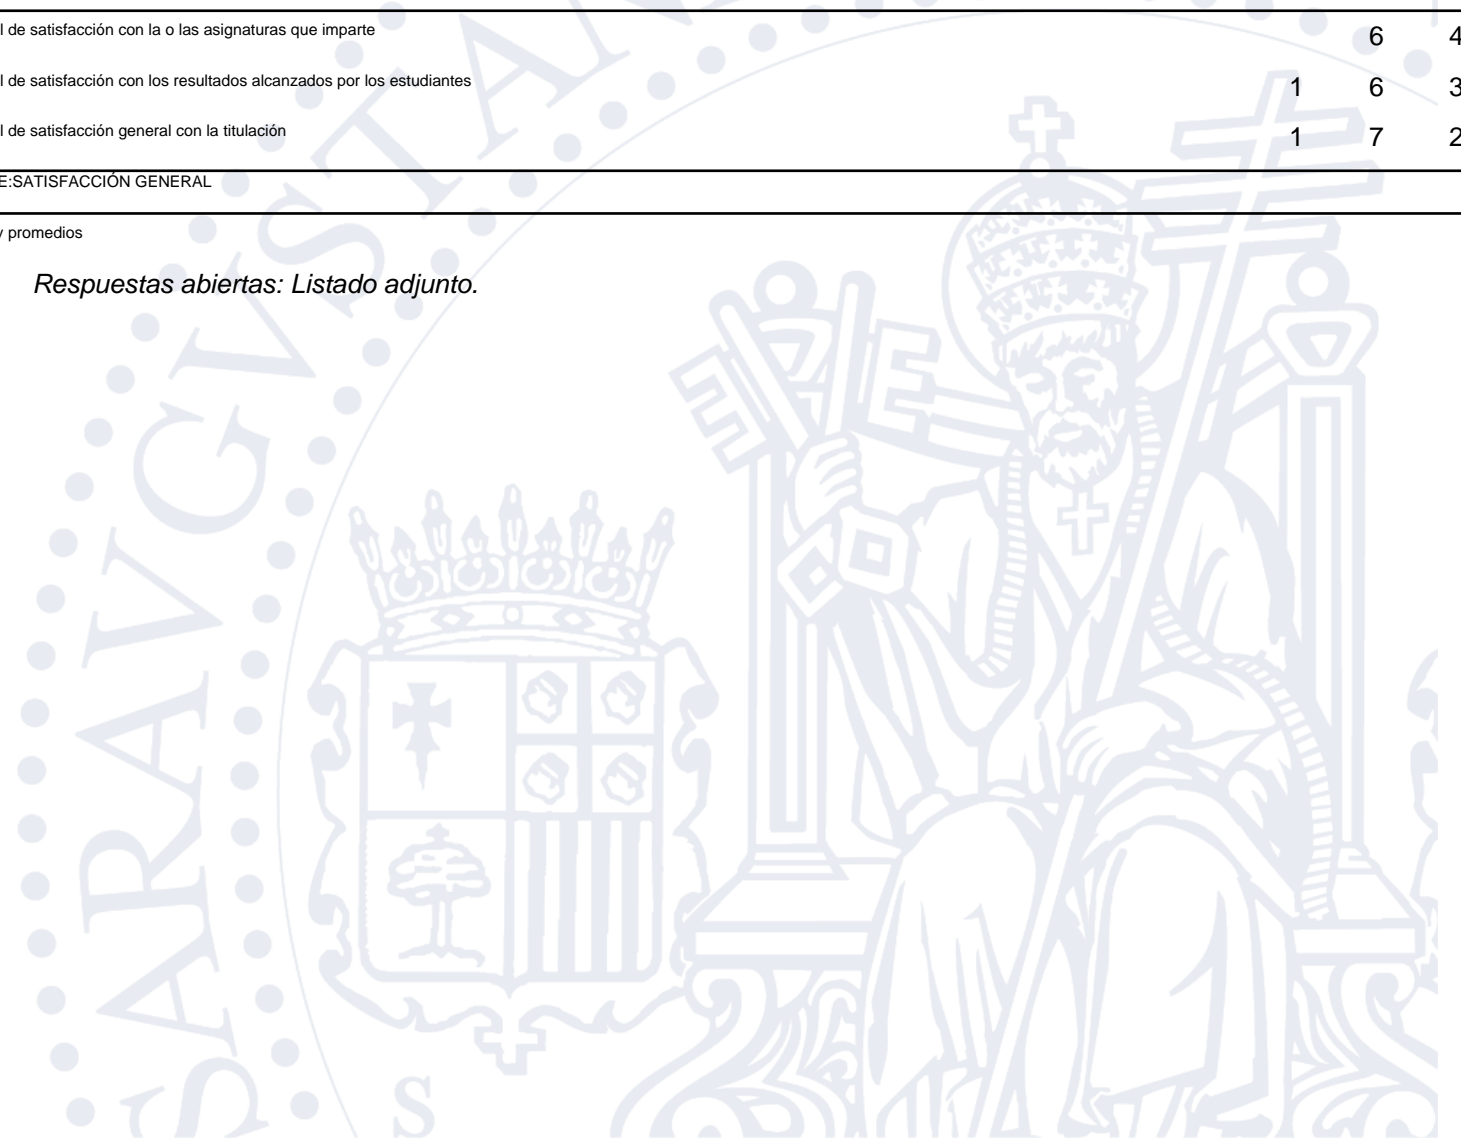 l de satisfacción con la o las asignaturas que imparte 6 4
l de satisfacción con los resultados alcanzados por los estudiantes 1 6 3
l de satisfacción general con la titulación 1 7 2
E:SATISFACCIÓN GENERAL
y promedios
Respuestas abiertas: Listado adjunto.
SARAVGVSTAN
S